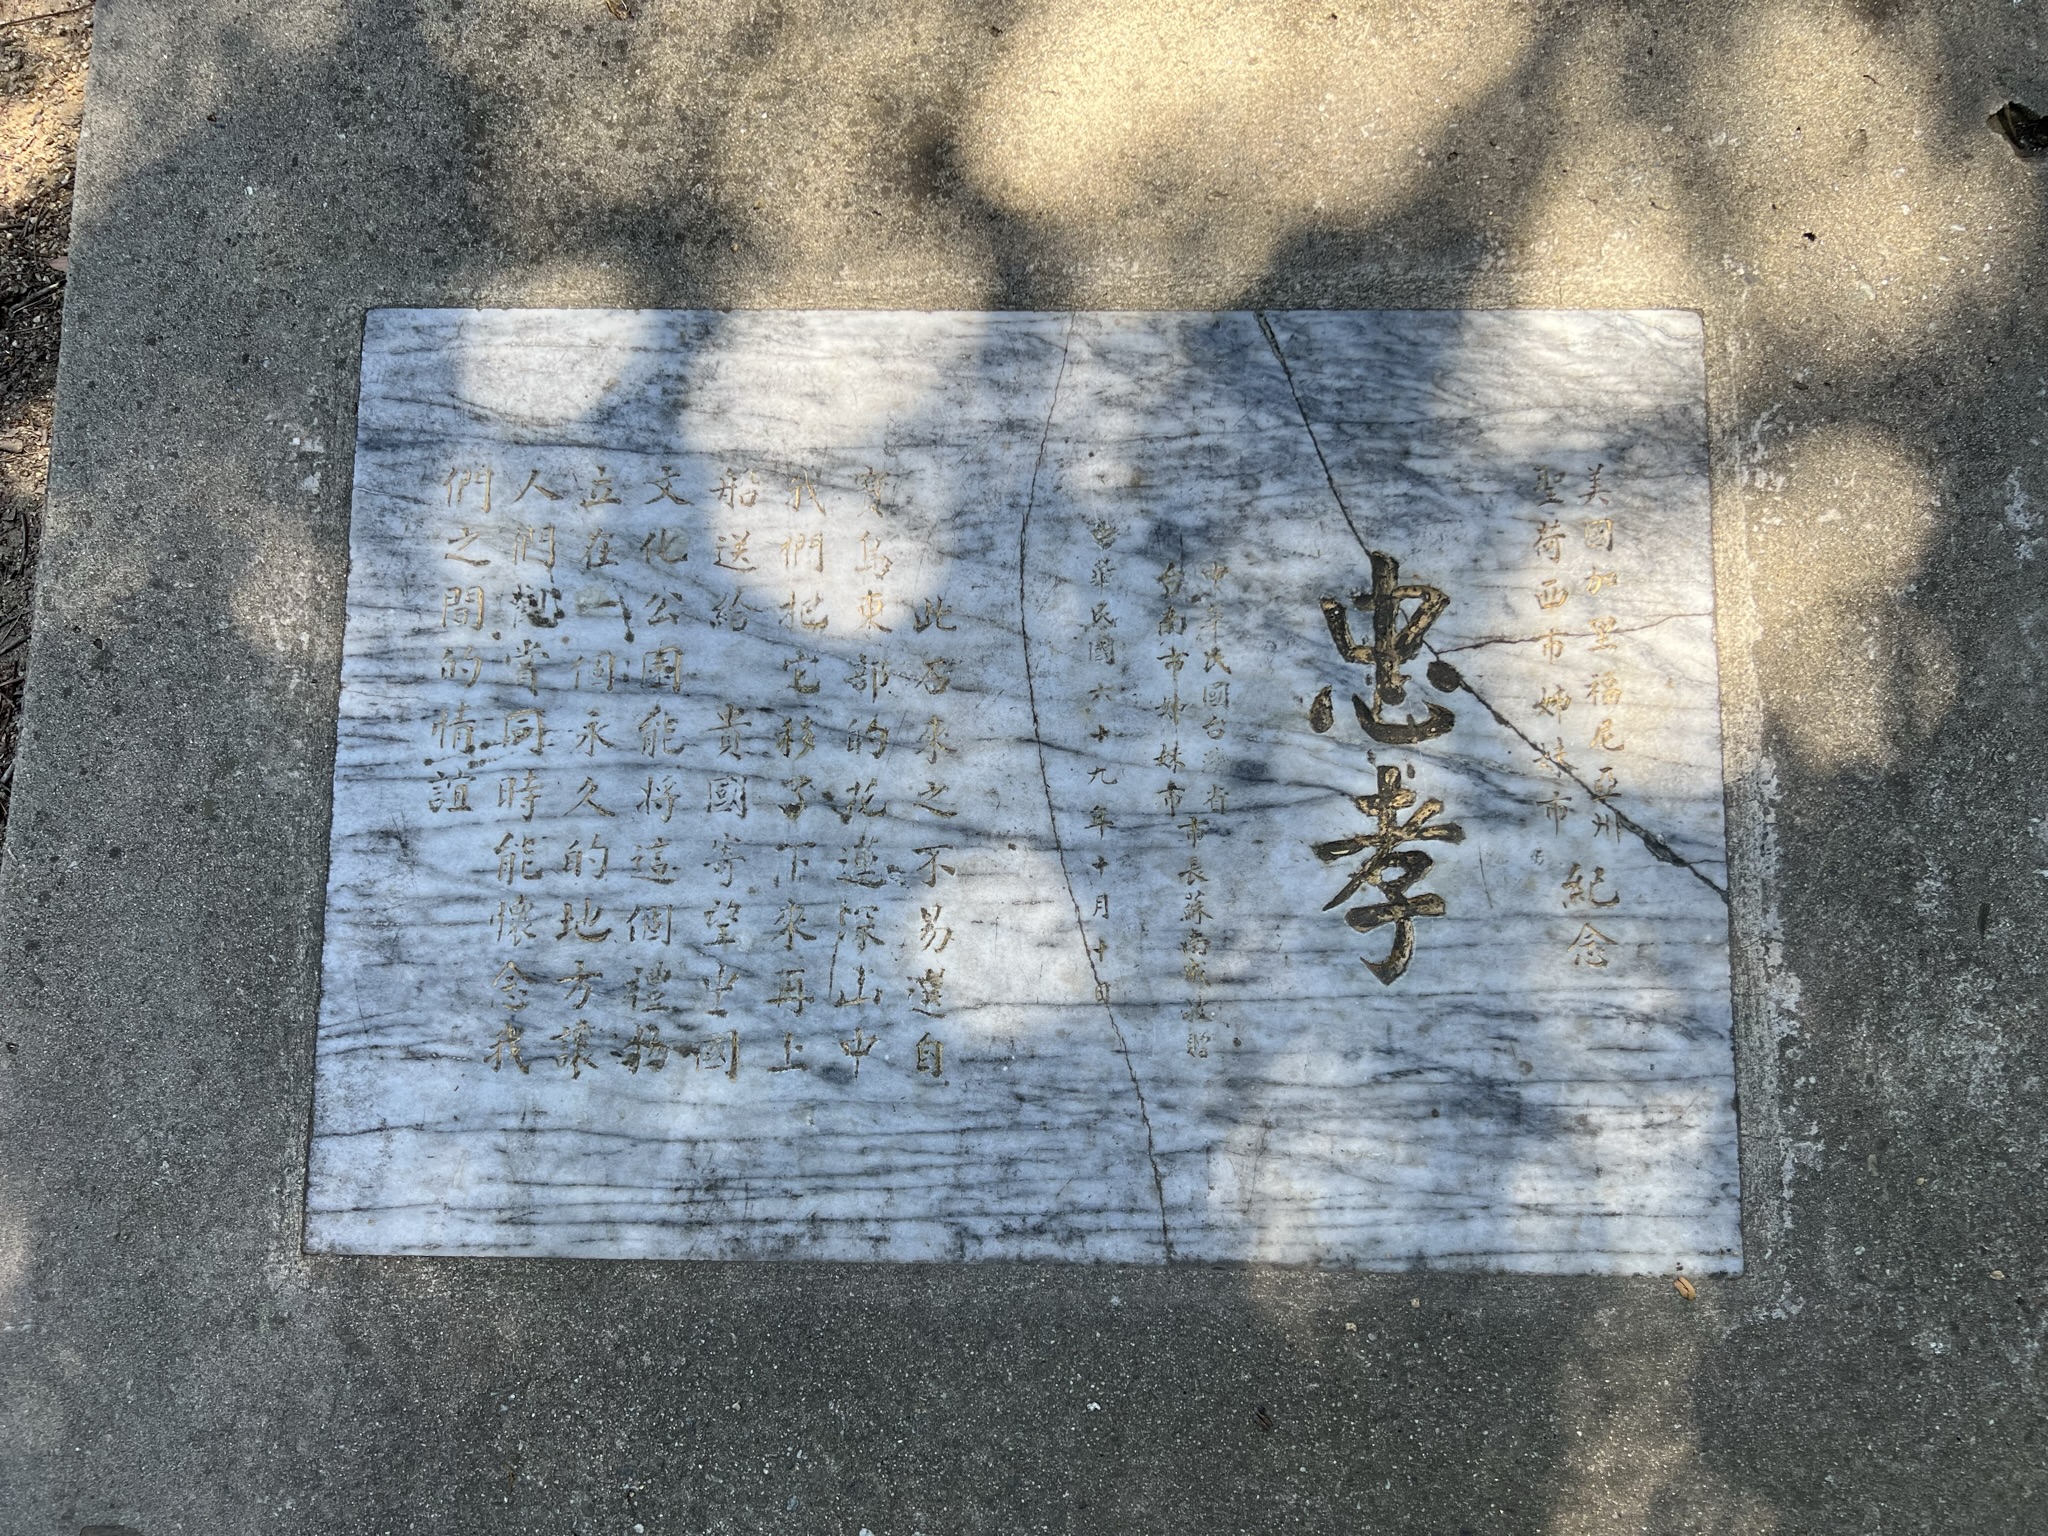 美國加里福尼亞州
聖荷西市姊妹市
紀念
忠孝
中華民國台灣省
台南市姊妹市
市長蘇南成
中華民國六十九年十月十日
此石來之不易選自
寶島東部的花蓮深山中
我們把它移了下來再上
船送給 貴國寄望中國
文化公園能將這個禮物
立在一個永久的地方讓
人們賞同時能懷念我
們之間的情誼